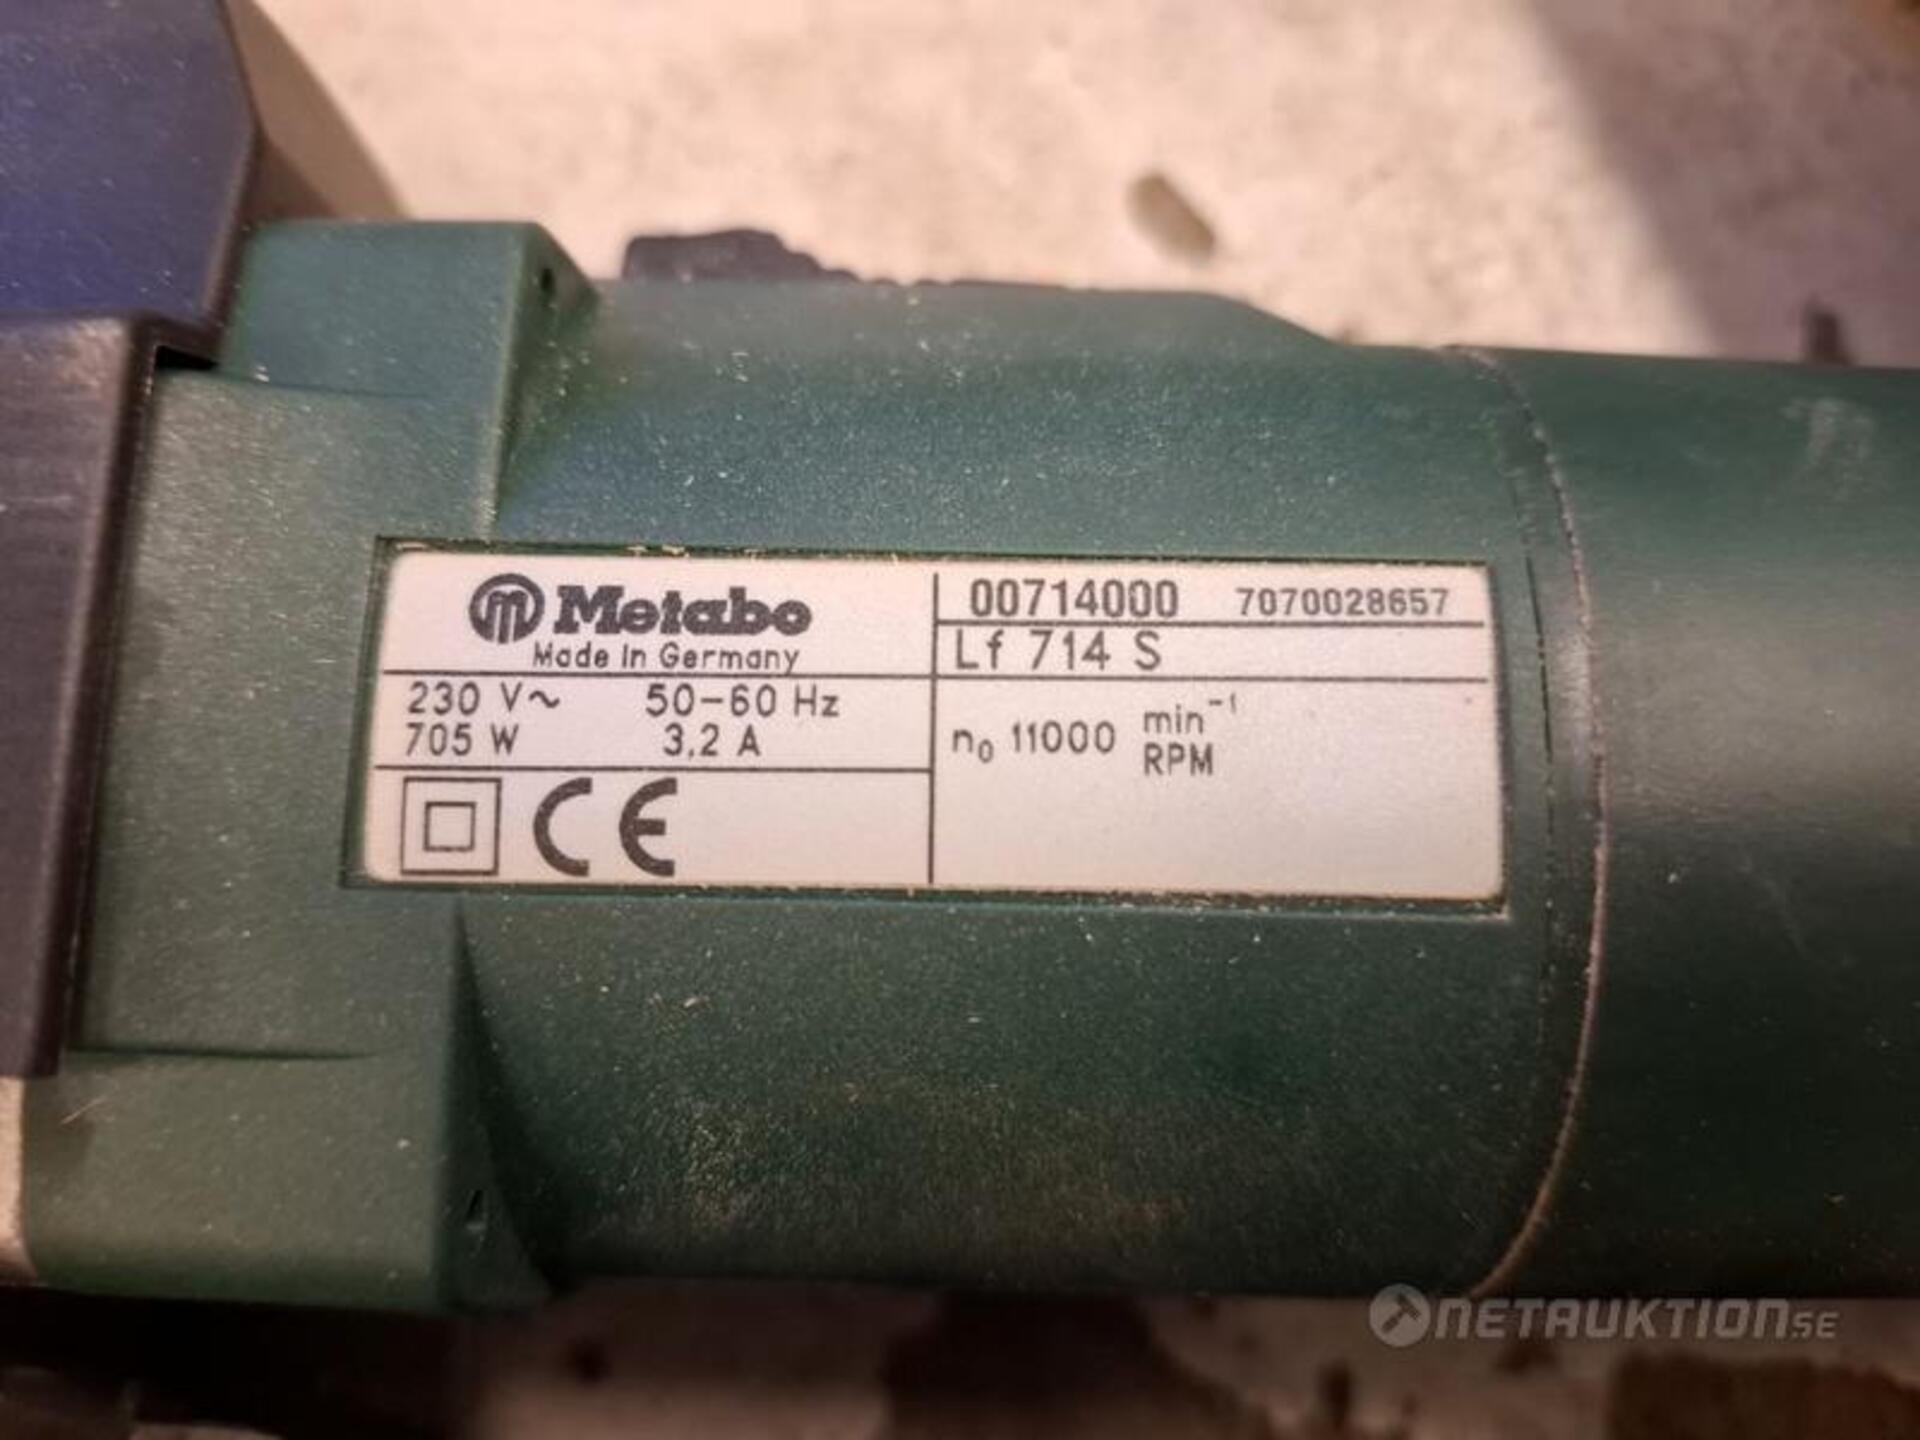 Metabo
Made in Germany
00714000 7070028657
Lf 714 S
230 V~ 50-60 Hz
705 W 3,2 A
n₀ 11000 min⁻¹
RPM
CE
NETAUKTION.SE